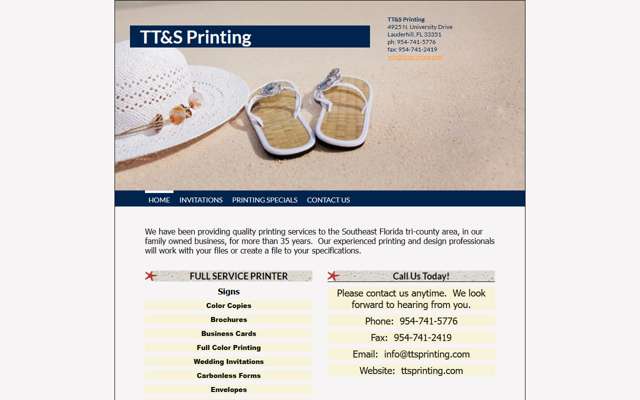 TT&S Printing
TT&S Printing
4925 N. University Drive
Lauderhill, FL 33351
ph: 954-741-5776
fax: 954-741-2419
HOME INVITATIONS PRINTING SPECIALS CONTACT US
We have been providing quality printing services to the Southeast Florida tri-county area, in our
family owned business, for more than 35 years. Our experienced printing and design professionals
will work with your files or create a file to your specifications.
FULL SERVICE PRINTER
Signs
Color Copies
Brochures
Business Cards
Full Color Printing
Wedding Invitations
Carbonless Forms
Envelopes
Call Us Today!
Please contact us anytime. We look
forward to hearing from you.
Phone: 954-741-5776
Fax: 954-741-2419
Email: info@ttsprinting.com
Website: ttsprinting.com